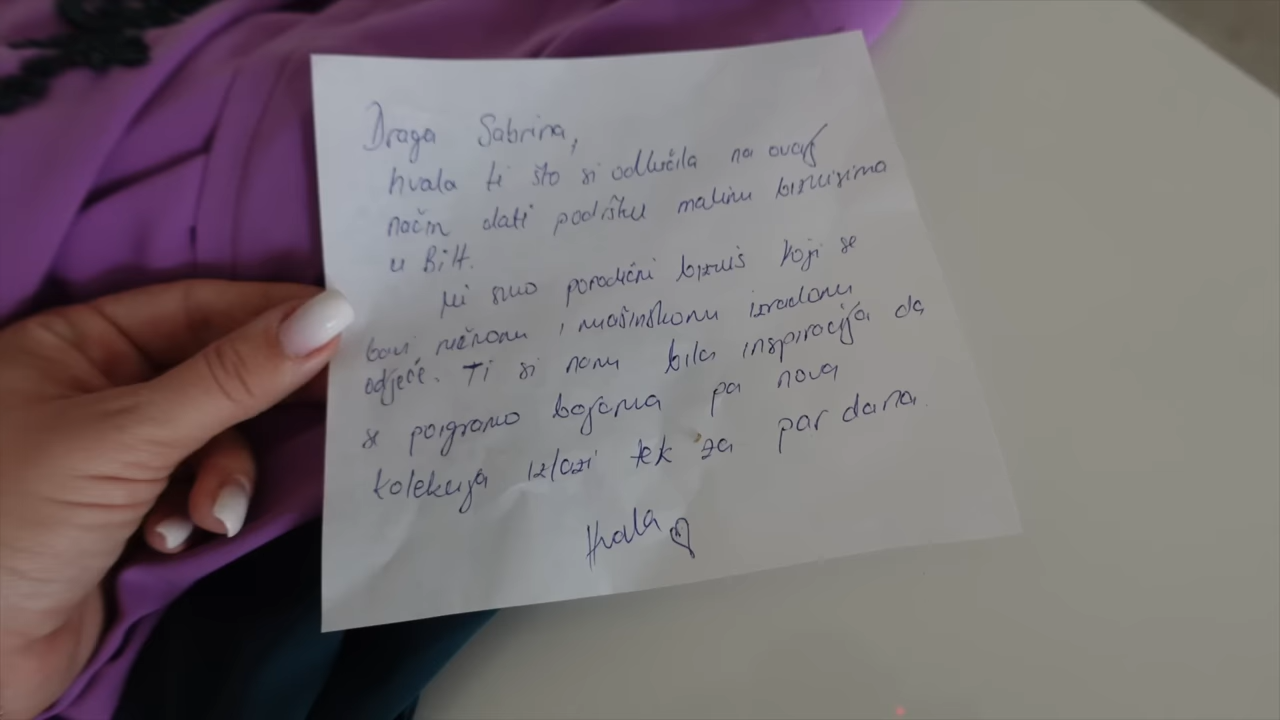 Draga Sabrina,
hvala ti što si odlučila na ovaj
način dati podršku malim biznisima
u BiH.
Mi smo porodični biznis koji se
bavi ručnom i mašinskom izradom
odjeće. Ti si nam bila inspiracija da
se poigramo bojama pa nova
kolekcija izlazi tek za par dana.
Hvala ♡